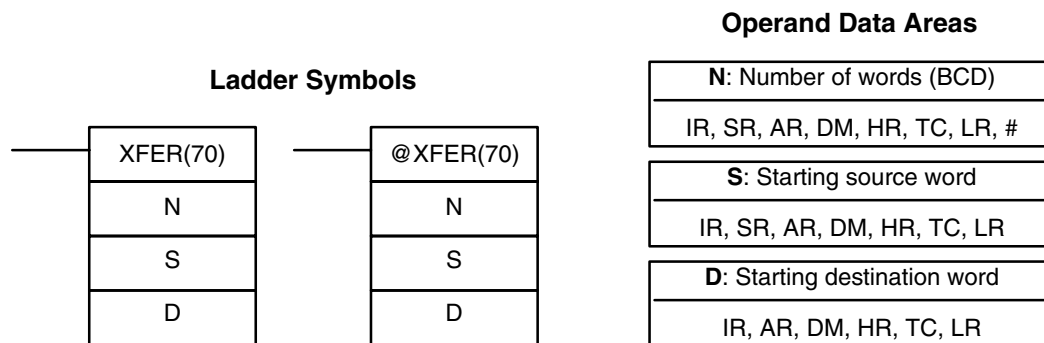 Operand Data Areas
Ladder Symbols
N: Number of words (BCD)
IR, SR, AR, DM, HR, TC, LR, #
XFER(70)
@XFER(70)
N
N
S: Starting source word
IR, SR, AR, DM, HR, TC, LR
S
S
D: Starting destination word
D
D
IR, AR, DM, HR, TC, LR